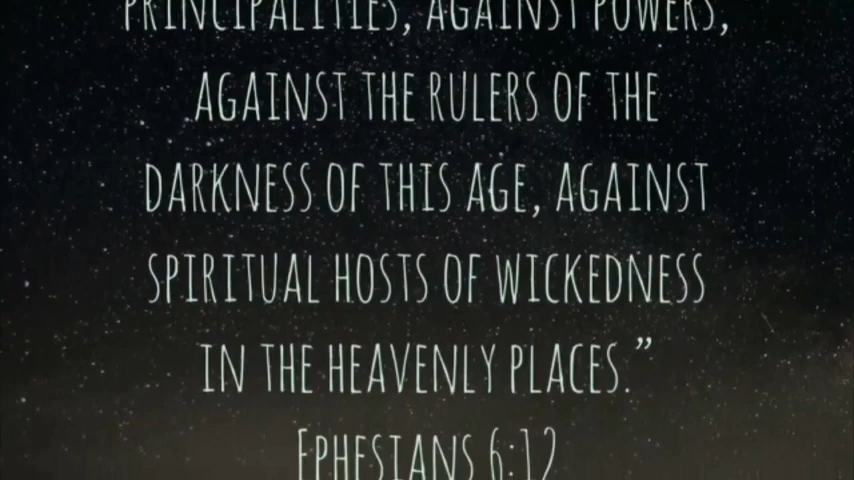 PRINCIPALITIES, AGAINST POWERS,
AGAINST THE RULERS OF THE
DARKNESS OF THIS AGE, AGAINST
SPIRITUAL HOSTS OF WICKEDNESS
IN THE HEAVENLY PLACES.”
EPHESIANS 6:12